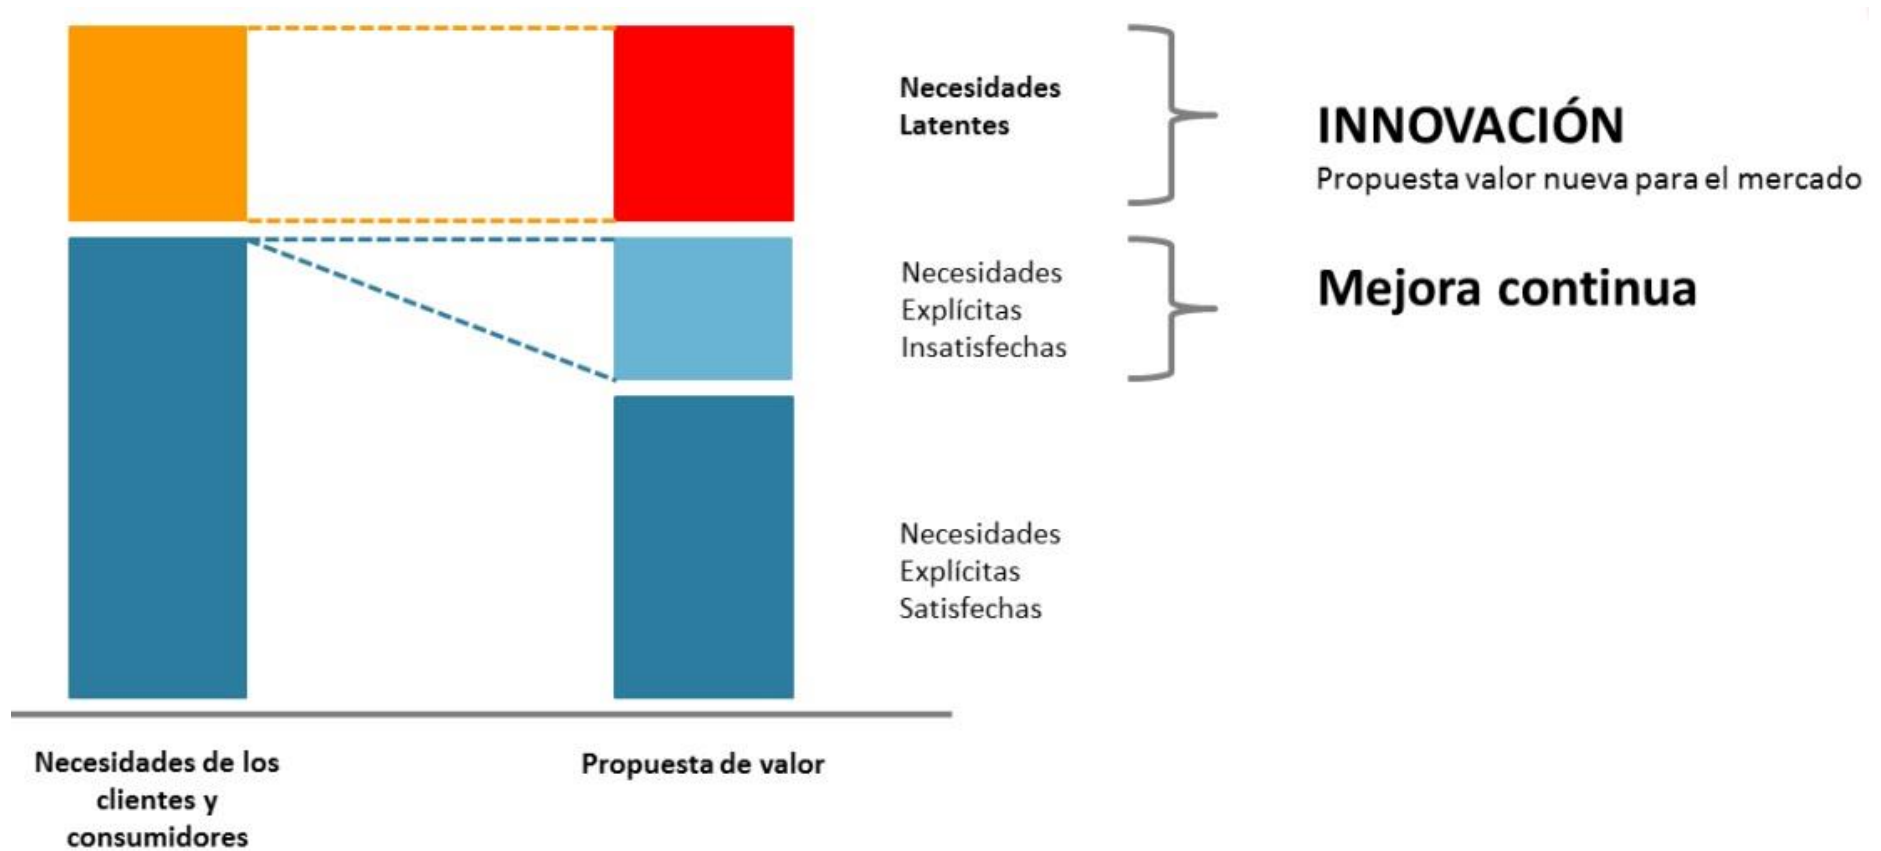 Necesidades
Latentes
INNOVACIÓN
Propuesta valor nueva para el mercado
Necesidades
Explícitas
Insatisfechas
Mejora continua
Necesidades
Explícitas
Satisfechas
Necesidades de los
clientes y
consumidores
Propuesta de valor